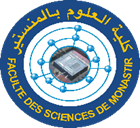 كلية العلوم بالمنستير
FACULTE DES SCIENCES DE MONASTIR